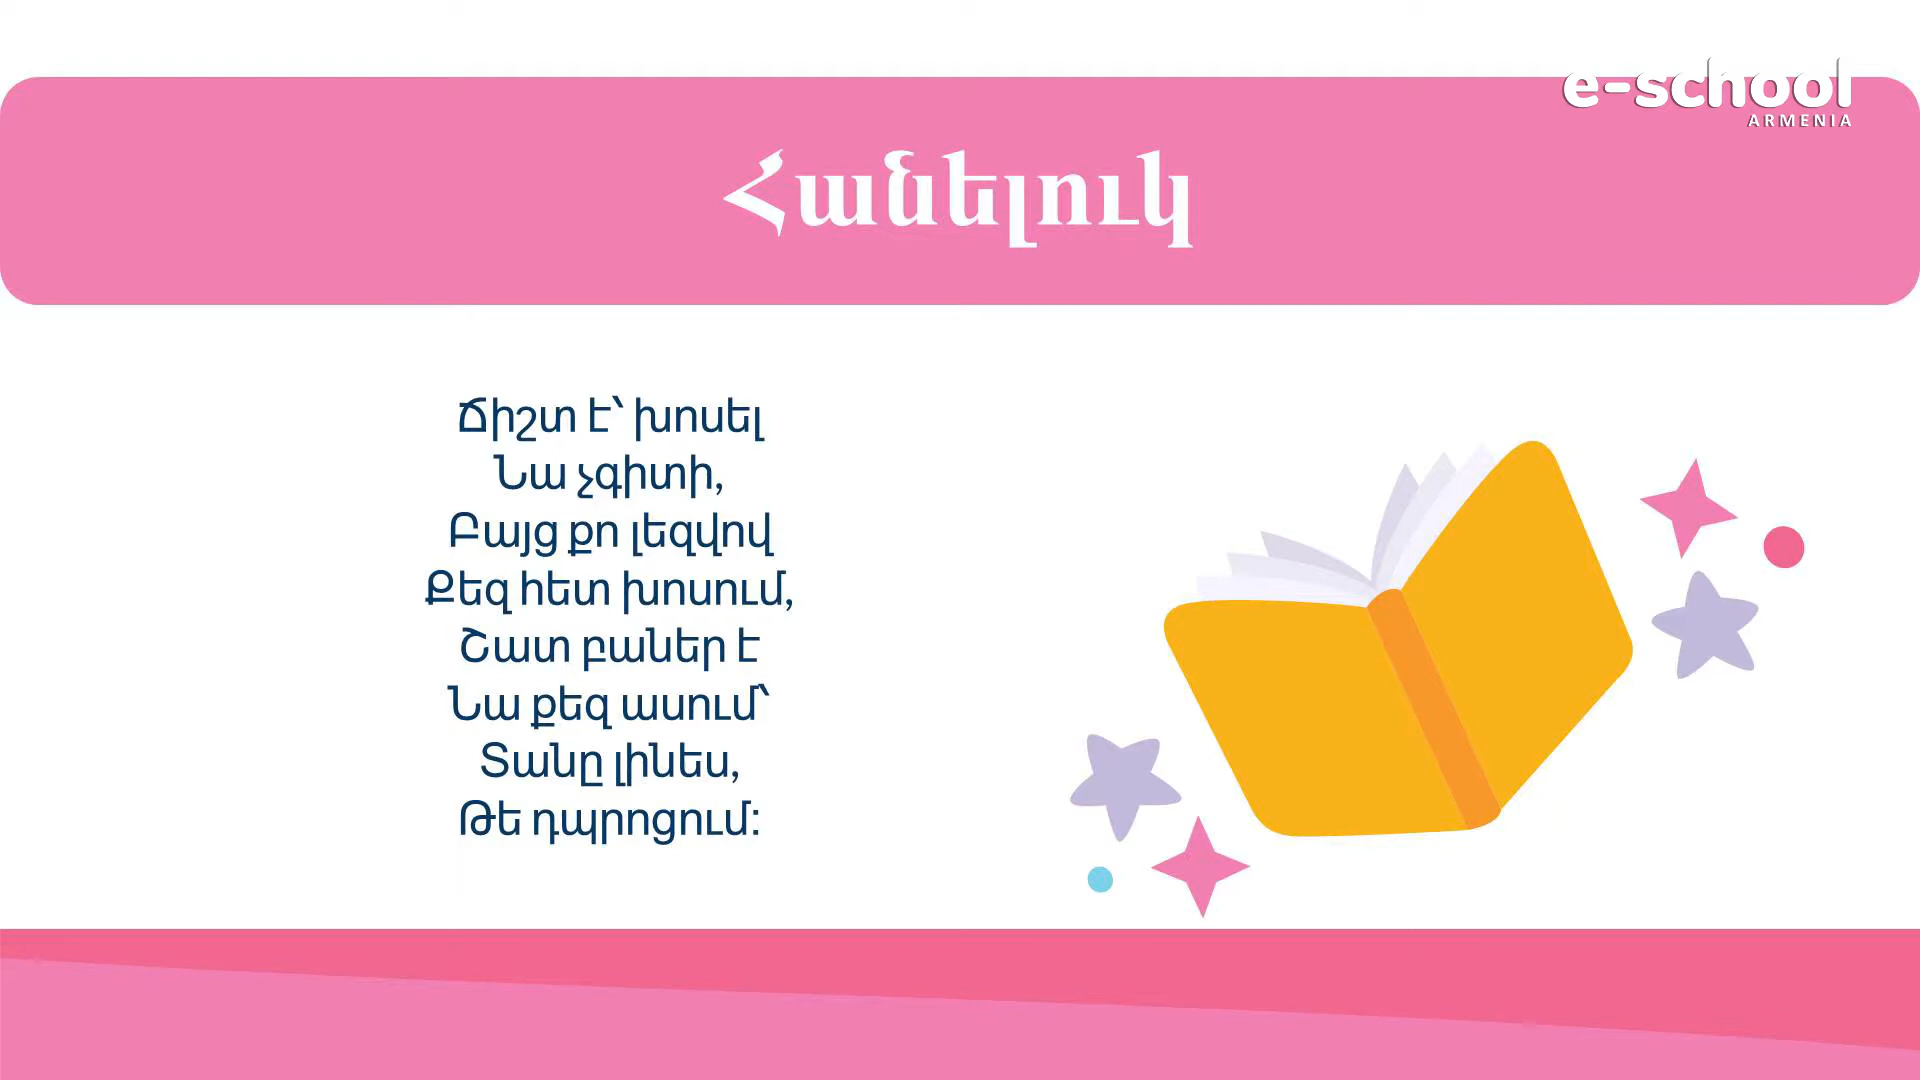 e-school
ARMENIA
Հանելուկ
Ճիշտ է՝ խոսել
Նա չգիտի,
Բայց քո լեզվով
Քեզ հետ խոսում,
Շատ բաներ է
Նա քեզ ասում՝
Տանը լինես,
Թե դպրոցում: